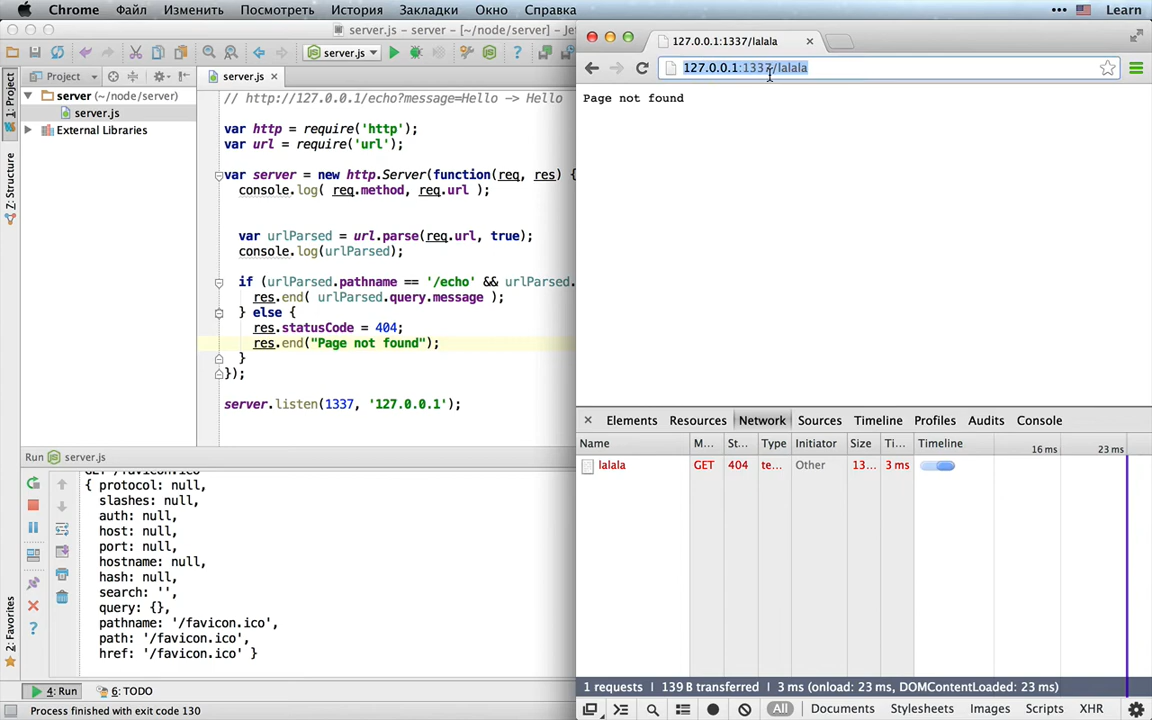 Chrome Файл Изменить Посмотреть История Закладки Окно Справка ••• Learn
server.js – server – [~/node/server] – Je
server.js
Project
server.js
server (~/node/server)
server.js
External Libraries
1: Project
Z: Structure
2: Favorites
// http://127.0.0.1/echo?message=Hello -> Hello
var http = require('http');
var url = require('url');
var server = new http.Server(function(req, res) {
console.log( req.method, req.url );
var urlParsed = url.parse(req.url, true);
console.log(urlParsed);
if (urlParsed.pathname == '/echo' && urlParsed.
res.end( urlParsed.query.message );
} else {
res.statusCode = 404;
res.end("Page not found");
}
});
server.listen(1337, '127.0.0.1');
Run server.js
GET /favicon.ico
{ protocol: null,
slashes: null,
auth: null,
host: null,
port: null,
hostname: null,
hash: null,
search: '',
query: {},
pathname: '/favicon.ico',
path: '/favicon.ico',
href: '/favicon.ico' }
4: Run 6: TODO
Process finished with exit code 130
127.0.0.1:1337/lalala
127.0.0.1:1337/lalala
Page not found
Elements Resources Network Sources Timeline Profiles Audits Console
Name M... St... Type Initiator Size Ti... Timeline 16 ms 23 ms
lalala GET 404 te... Other 13... 3 ms
1 requests | 139 B transferred | 3 ms (onload: 23 ms, DOMContentLoaded: 23 ms)
All Documents Stylesheets Images Scripts XHR